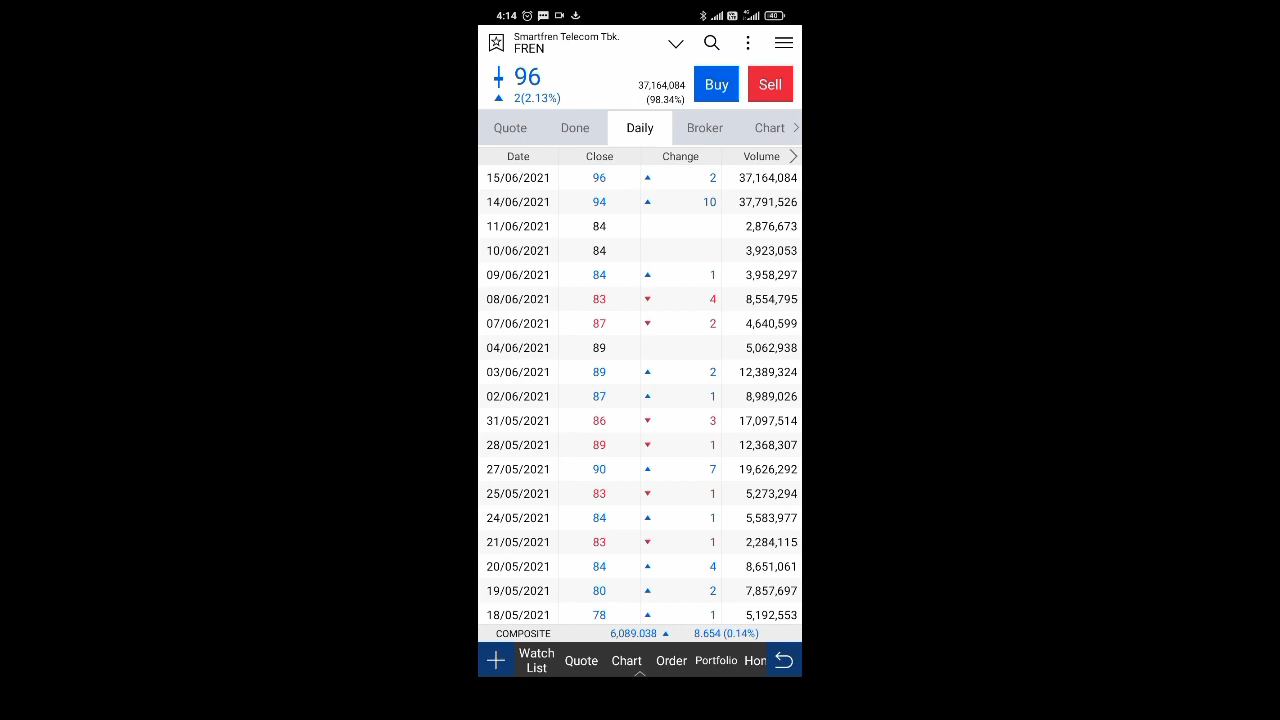 4:14 40
Smartfren Telecom Tbk.
FREN
96
2(2.13%)
37,164,084
(98.34%)
Buy Sell
Quote Done Daily Broker Chart
Date Close Change Volume
15/06/2021 96 ▲ 2 37,164,084
14/06/2021 94 ▲ 10 37,791,526
11/06/2021 84 2,876,673
10/06/2021 84 3,923,053
09/06/2021 84 ▲ 1 3,958,297
08/06/2021 83 ▼ 4 8,554,795
07/06/2021 87 ▼ 2 4,640,599
04/06/2021 89 5,062,938
03/06/2021 89 ▲ 2 12,389,324
02/06/2021 87 ▲ 1 8,989,026
31/05/2021 86 ▼ 3 17,097,514
28/05/2021 89 ▼ 1 12,368,307
27/05/2021 90 ▲ 7 19,626,292
25/05/2021 83 ▼ 1 5,273,294
24/05/2021 84 ▲ 1 5,583,977
21/05/2021 83 ▼ 1 2,284,115
20/05/2021 84 ▲ 4 8,651,061
19/05/2021 80 ▲ 2 7,857,697
18/05/2021 78 ▲ 1 5,192,553
COMPOSITE 6,089.038 ▲ 8.654 (0.14%)
Watch List Quote Chart Order Portfolio Hon